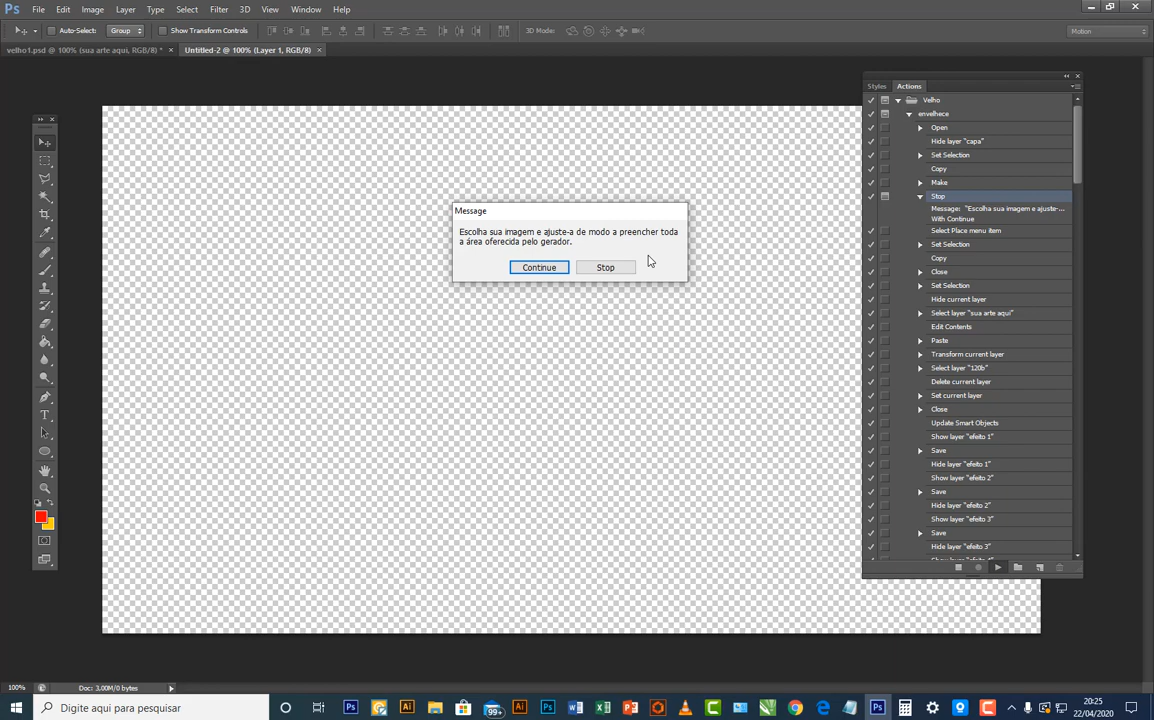 Ps File Edit Image Layer Type Select Filter 3D View Window Help
Auto-Select: Group Show Transform Controls 3D Mode: Motion
velho1.psd @ 100% (sua arte aqui, RGB/8) * × Untitled-2 @ 100% (Layer 1, RGB/8) ×
Styles Actions
Velho
envelhece
Open
Hide layer "capa"
Set Selection
Copy
Make
Stop
Message: "Escolha sua imagem e ajuste-...
With Continue
Select Place menu item
Set Selection
Copy
Close
Set Selection
Hide current layer
Select layer "sua arte aqui"
Edit Contents
Paste
Transform current layer
Select layer "120b"
Delete current layer
Set current layer
Close
Update Smart Objects
Show layer "efeito 1"
Save
Hide layer "efeito 1"
Show layer "efeito 2"
Save
Hide layer "efeito 2"
Show layer "efeito 3"
Save
Hide layer "efeito 3"
Message
Escolha sua imagem e ajuste-a de modo a preencher toda
a área oferecida pelo gerador.
Continue Stop
100% Doc: 3,00M/0 bytes
Digite aqui para pesquisar
99+
20:25
22/04/2020